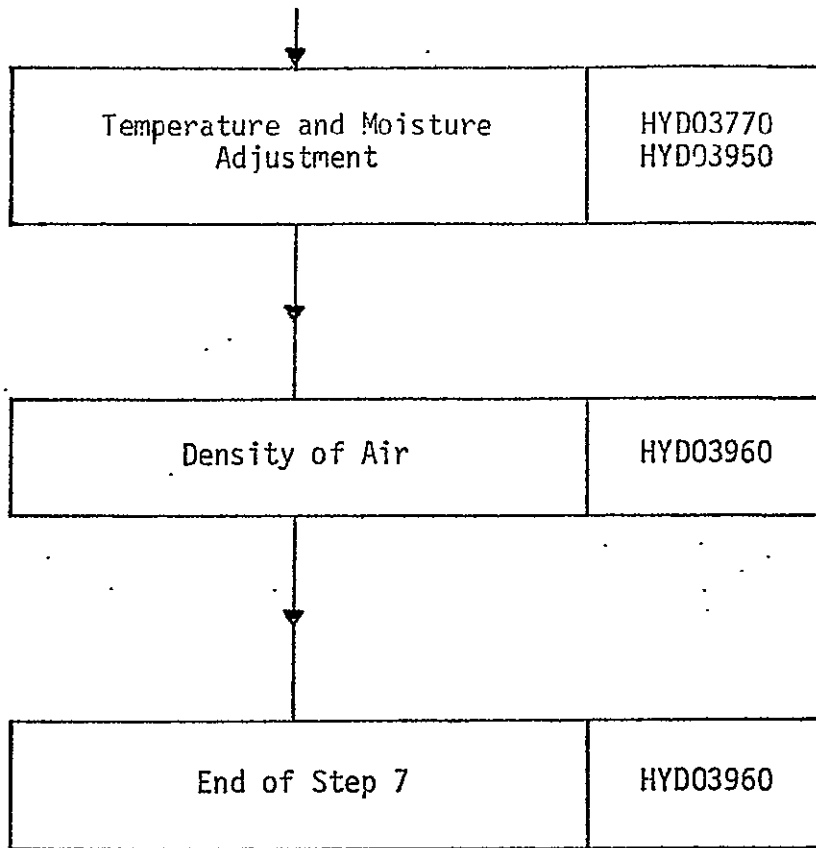 Temperature and Moisture
Adjustment
HYD03770
HYD03950
Density of Air
HYD03960
End of Step 7
HYD03960